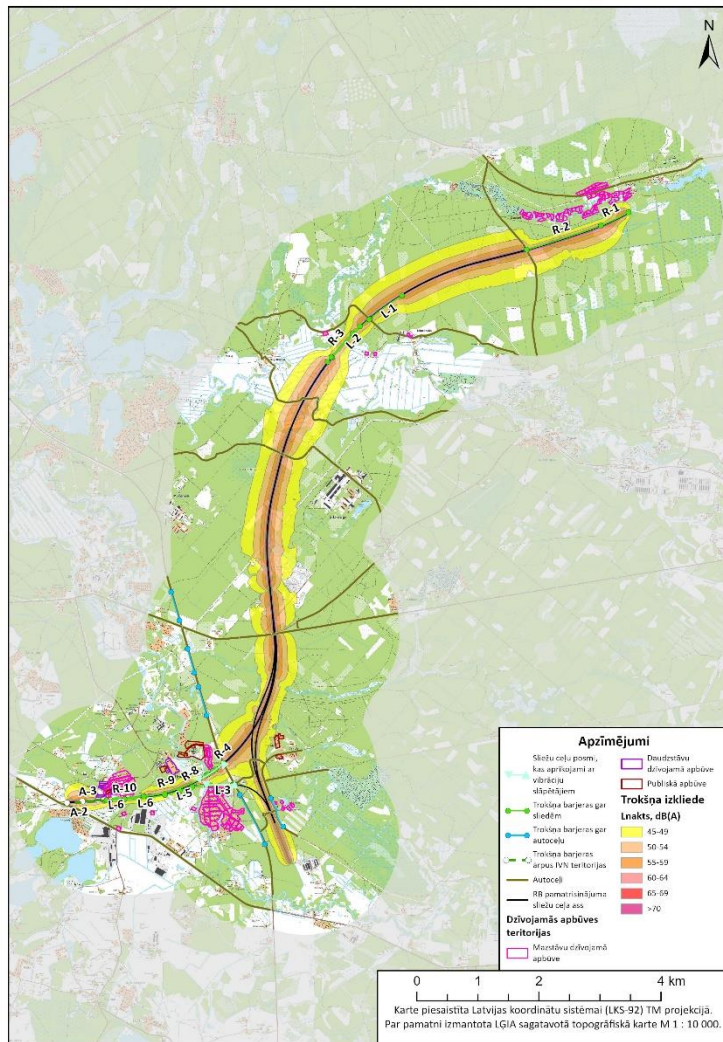 N
R-1
R-2
L-1
R-3
L-2
R-4
R-8
R-9
A-3
R-10
L-3
L-5
L-6
L-6
A-2
Apzīmējumi
Sliežu ceļu posmi,
kas aprīkojami ar
vibrāciju
slāpētājiem
Trokšņa barjeras gar
sliedēm
Trokšņa barjeras gar
autoceļu
Trokšņa barjeras
ārpus IVN teritorijas
Autoceļi
RB pamatrisinājuma
sliežu ceļa ass
Dzīvojamās apbūves
teritorijas
Mazstāvu dzīvojamā
apbūve
Daudzstāvu
dzīvojamā apbūve
Publiskā apbūve
Trokšņa izkliede
Lnakts, dB(A)
45-49
50-54
55-59
60-64
65-69
>70
0 2 4 km
Karte piesaistīta Latvijas koordinātu sistēmai (LKS-92) TM projekcijā.
Par pamatni izmantota LĢIA sagatavotā topogrāfiskā karte M 1 : 10 000.